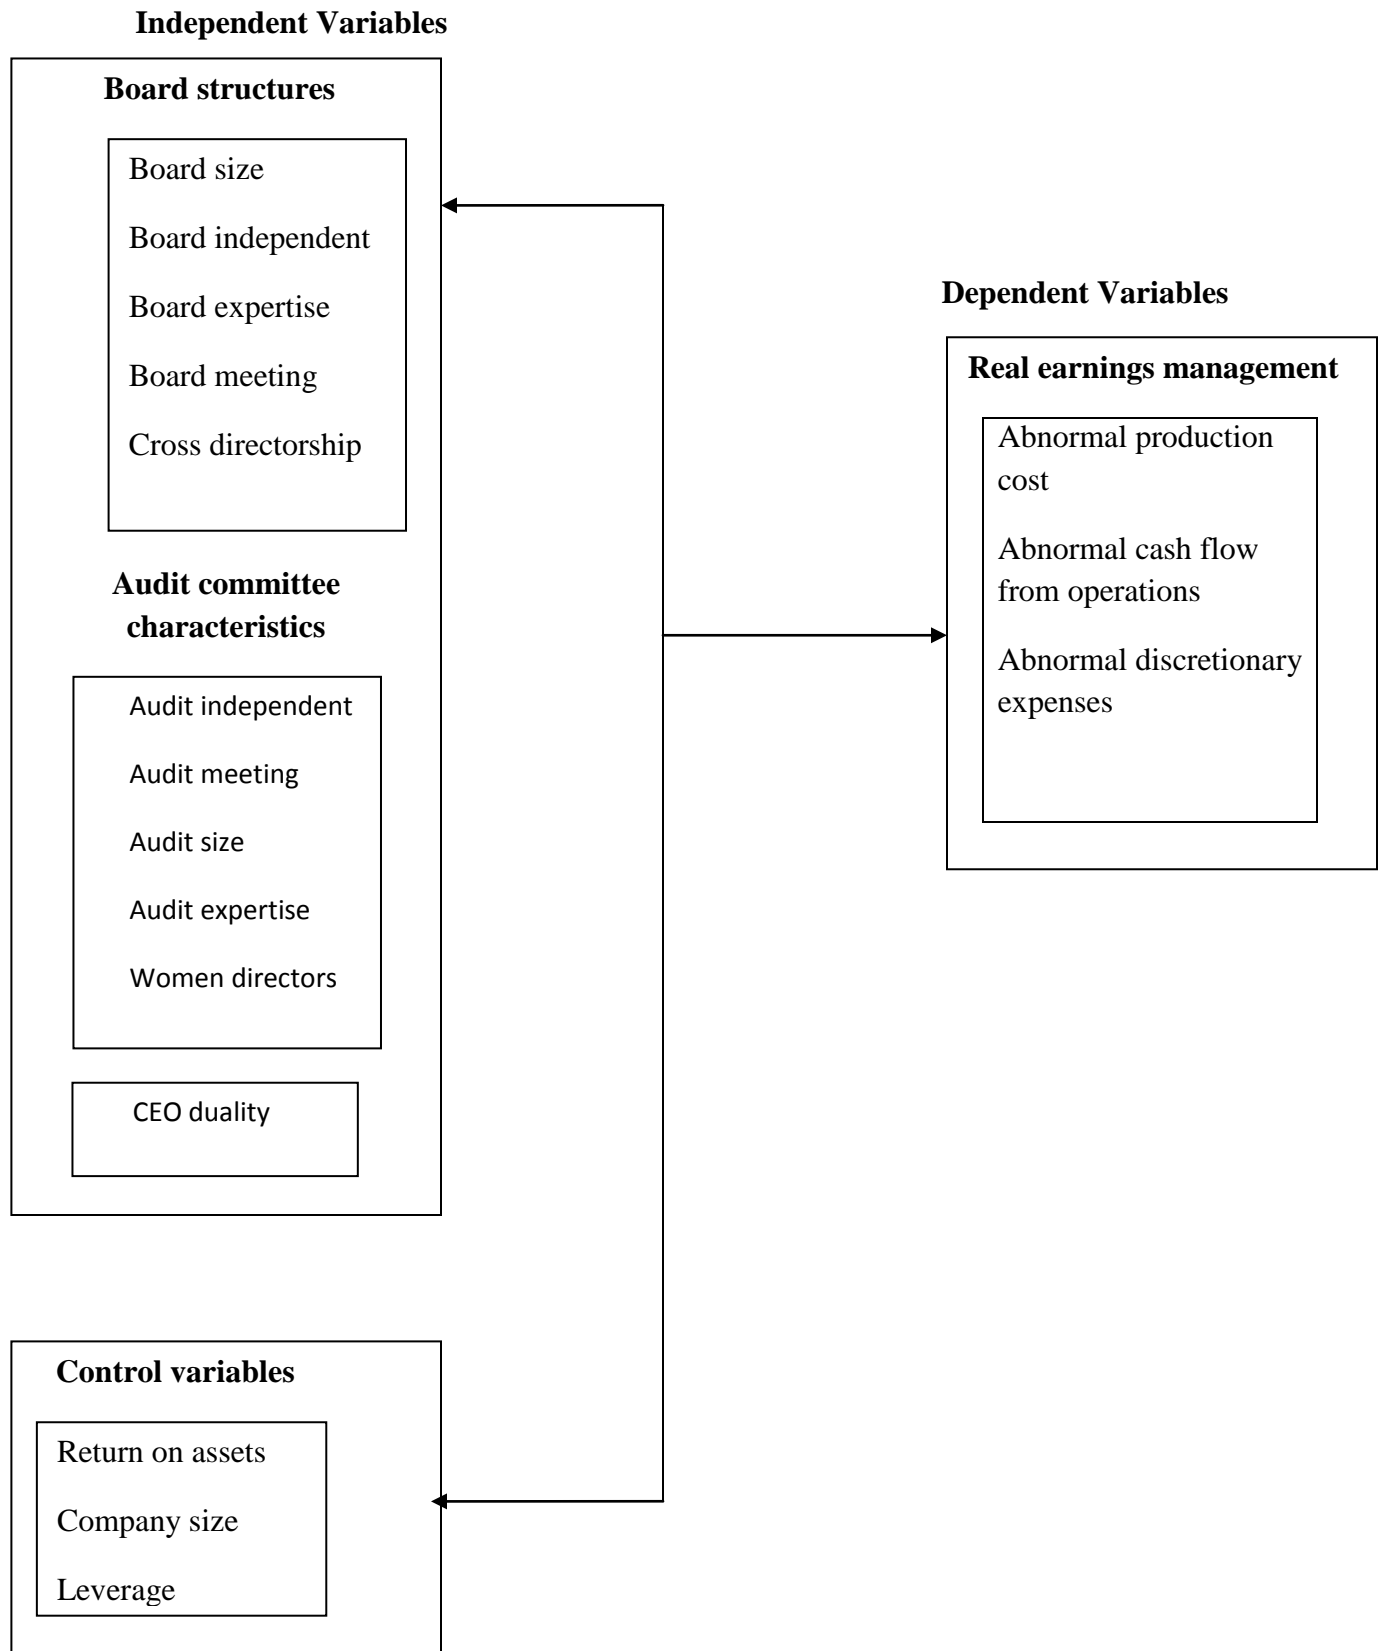 Independent Variables
Board structures
Board size
Board independent
Board expertise
Board meeting
Cross directorship
Audit committee
characteristics
Audit independent
Audit meeting
Audit size
Audit expertise
Women directors
CEO duality
Control variables
Return on assets
Company size
Leverage
Dependent Variables
Real earnings management
Abnormal production
cost
Abnormal cash flow
from operations
Abnormal discretionary
expenses